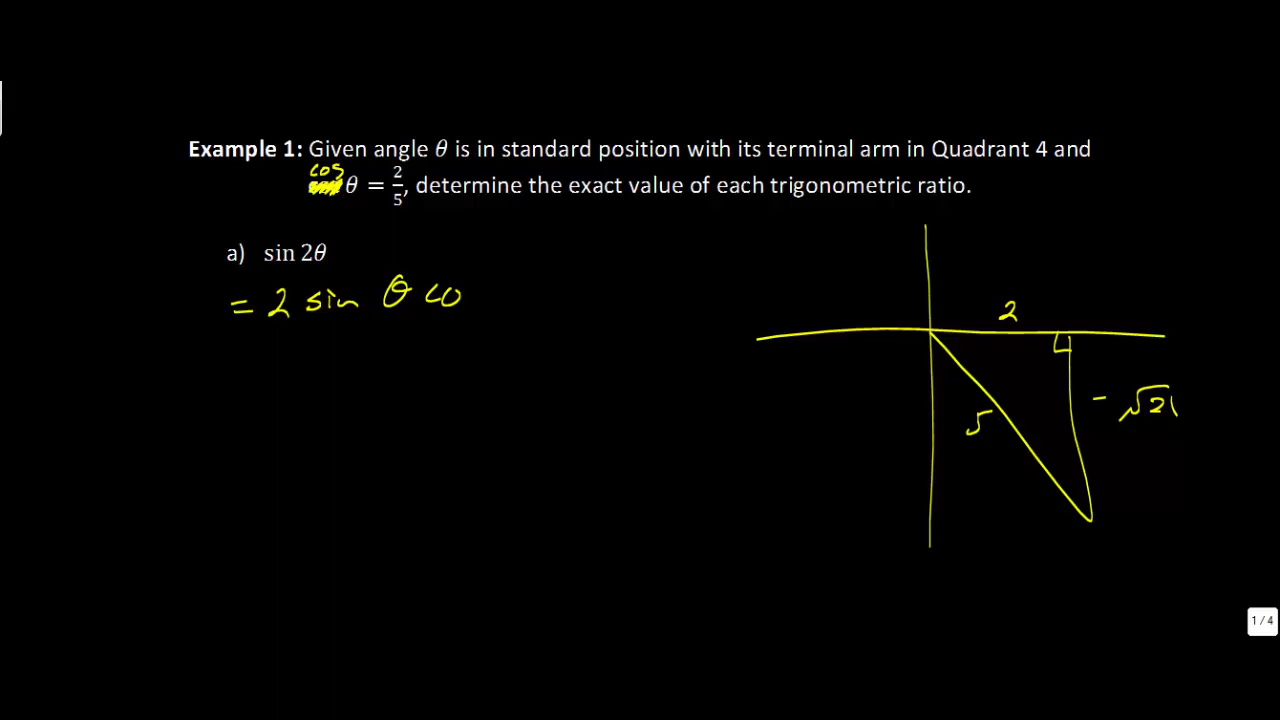 Example 1: Given angle θ is in standard position with its terminal arm in Quadrant 4 and
cos
θ = 2/5, determine the exact value of each trigonometric ratio.
a) sin 2θ
= 2 sin θ co
2
5
- √21
1 / 4